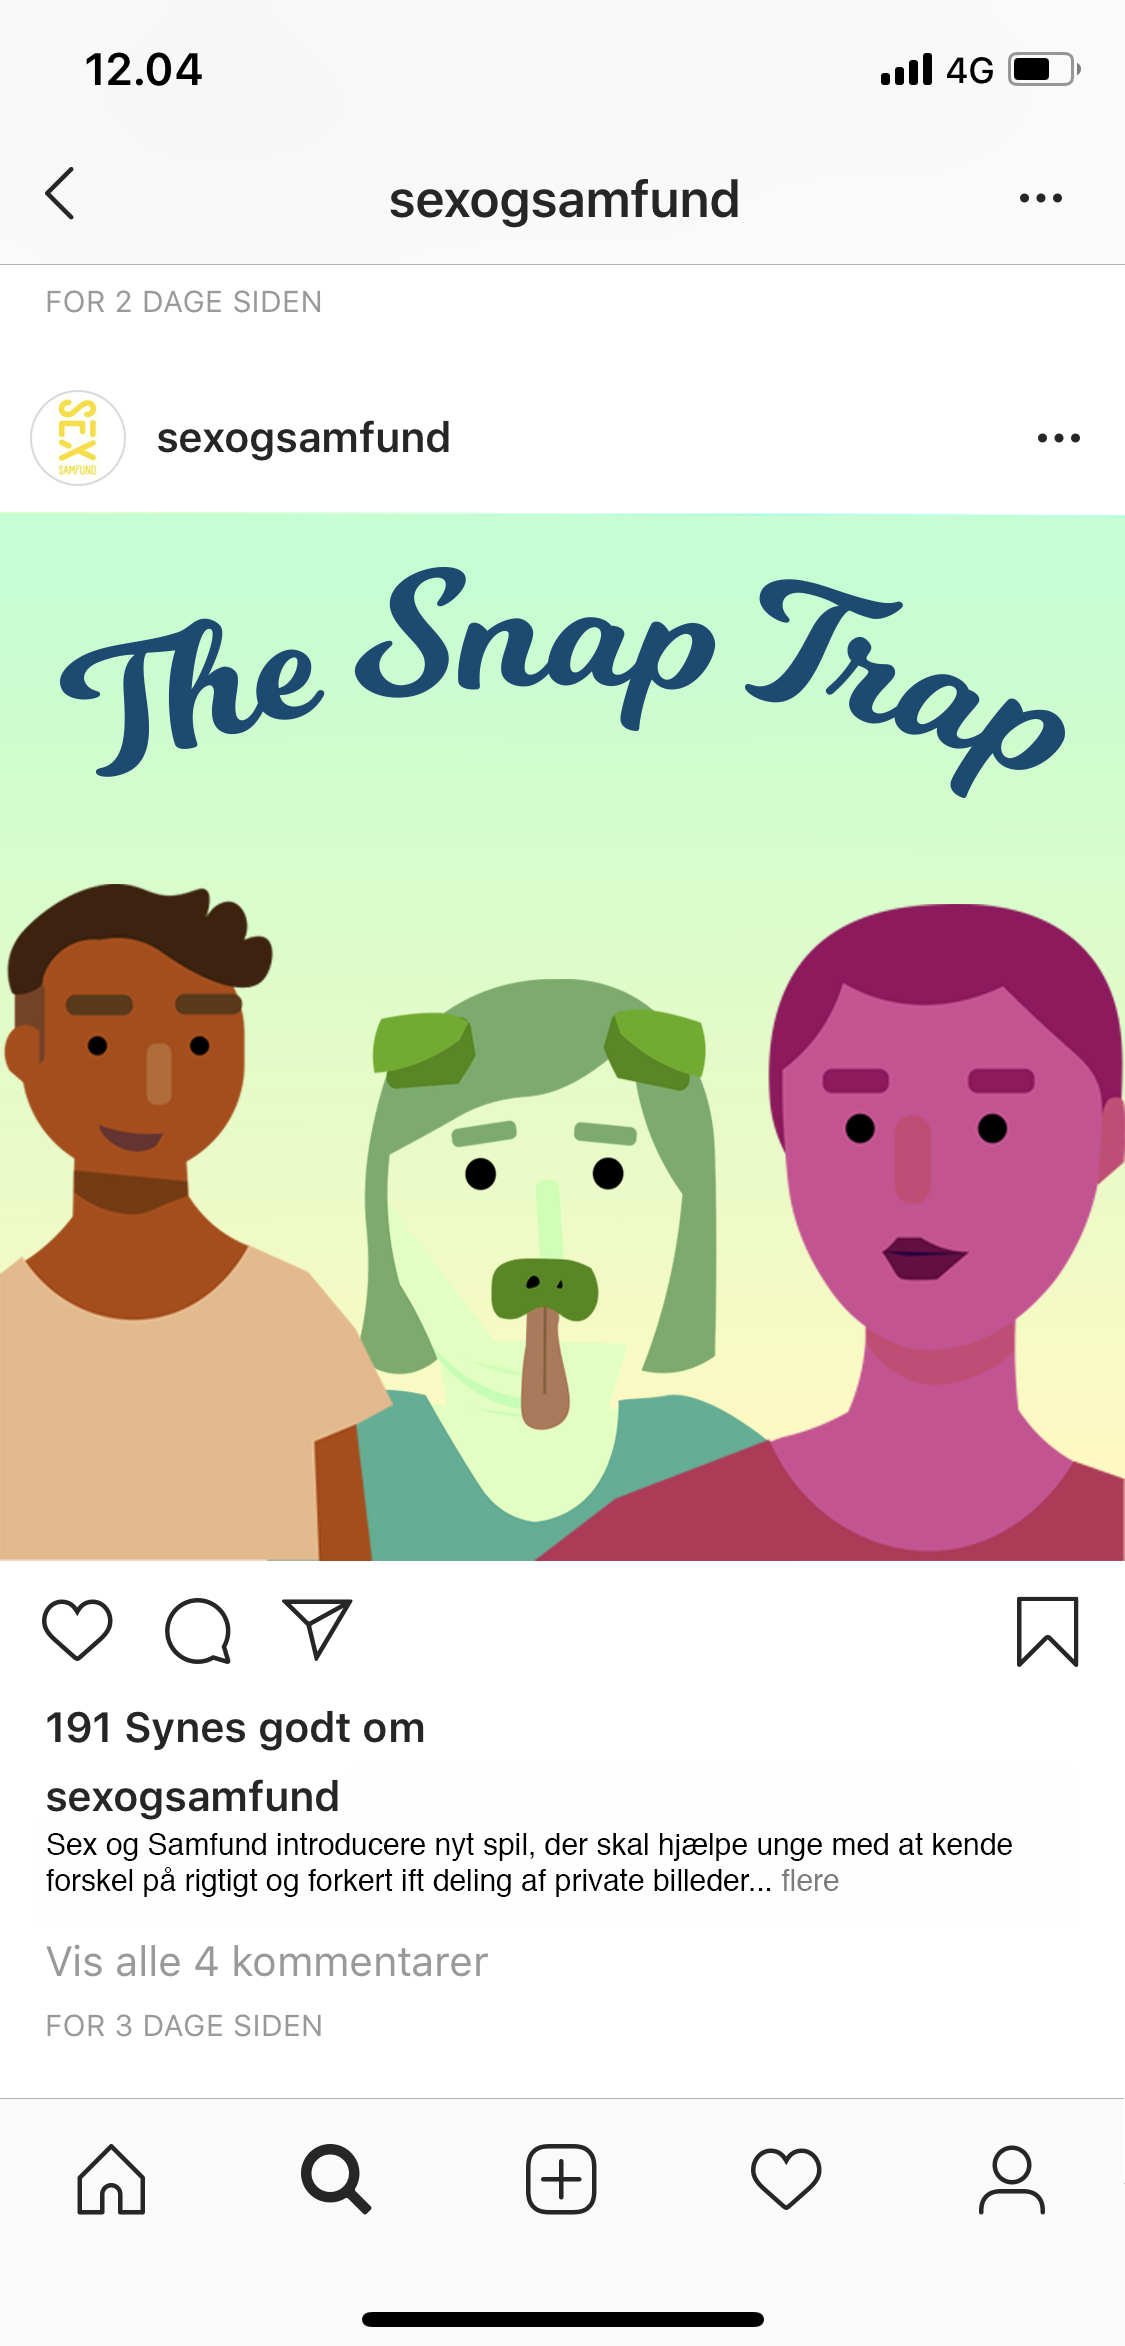 12.04
4G
sexogsamfund
FOR 2 DAGE SIDEN
SEX
SAMFUND
sexogsamfund
The Snap Trap
191 Synes godt om
sexogsamfund
Sex og Samfund introducere nyt spil, der skal hjælpe unge med at kende
forskel på rigtigt og forkert ift deling af private billeder... flere
Vis alle 4 kommentarer
FOR 3 DAGE SIDEN